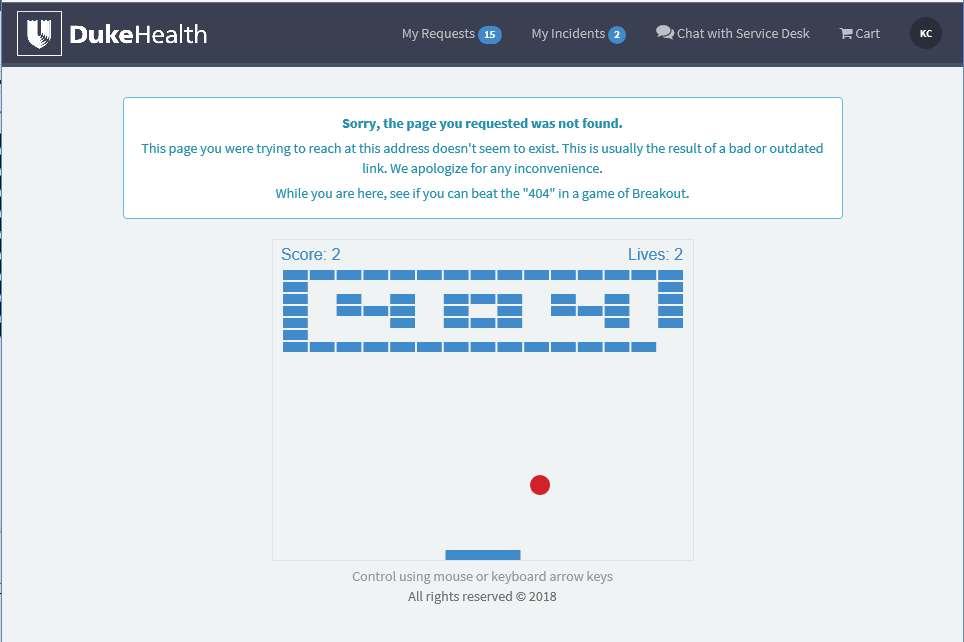 DukeHealth
My Requests 15
My Incidents 2
Chat with Service Desk
Cart
KC
Sorry, the page you requested was not found.
This page you were trying to reach at this address doesn't seem to exist. This is usually the result of a bad or outdated
link. We apologize for any inconvenience.
While you are here, see if you can beat the "404" in a game of Breakout.
Score: 2
Lives: 2
404
Control using mouse or keyboard arrow keys
All rights reserved © 2018